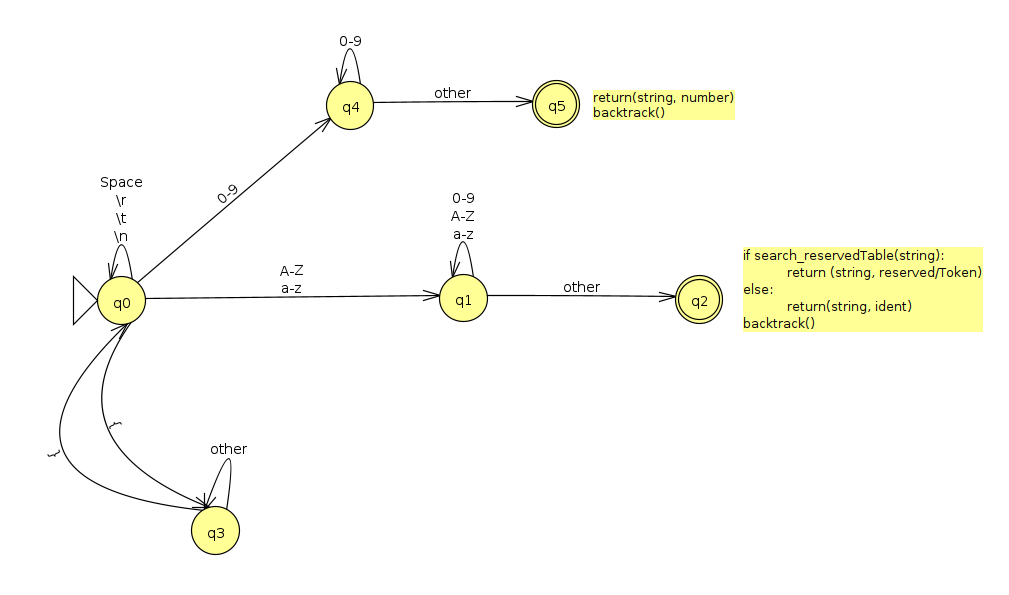 0-9
q4
other
q5
return(string, number)
backtrack()
0-9
Space
\r
\t
\n
q0
A-Z
a-z
0-9
A-Z
a-z
q1
other
q2
if search_reservedTable(string):
return (string, reserved/Token)
else:
return(string, ident)
backtrack()
{
}
other
q3